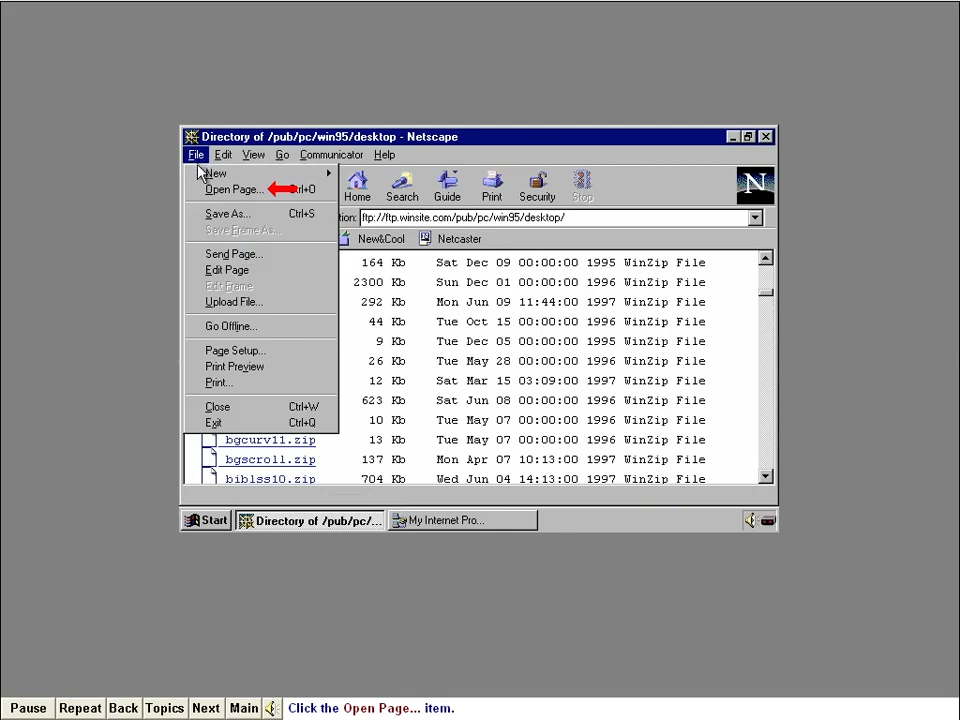 Directory of /pub/pc/win95/desktop - Netscape
File Edit View Go Communicator Help
New
Open Page... Ctrl+O
Save As... Ctrl+S
Save Frame As...
Send Page...
Edit Page
Edit Frame
Upload File...
Go Offline...
Page Setup...
Print Preview
Print...
Close Ctrl+W
Exit Ctrl+Q
Home Search Guide Print Security Stop
N
tion: ftp://ftp.winsite.com/pub/pc/win95/desktop/
New&Cool Netcaster
164 Kb Sat Dec 09 00:00:00 1995 WinZip File
2300 Kb Sun Dec 01 00:00:00 1996 WinZip File
292 Kb Mon Jun 09 11:44:00 1997 WinZip File
44 Kb Tue Oct 15 00:00:00 1996 WinZip File
9 Kb Tue Dec 05 00:00:00 1995 WinZip File
26 Kb Tue May 28 00:00:00 1996 WinZip File
12 Kb Sat Mar 15 03:09:00 1997 WinZip File
623 Kb Sat Jun 08 00:00:00 1996 WinZip File
10 Kb Tue May 07 00:00:00 1996 WinZip File
bgcurv11.zip 13 Kb Tue May 07 00:00:00 1996 WinZip File
bgscroll.zip 137 Kb Mon Apr 07 10:13:00 1997 WinZip File
biblss10.zip 704 Kb Wed Jun 04 14:13:00 1997 WinZip File
Start Directory of /pub/pc/... My Internet Pro...
Pause Repeat Back Topics Next Main Click the Open Page... item.